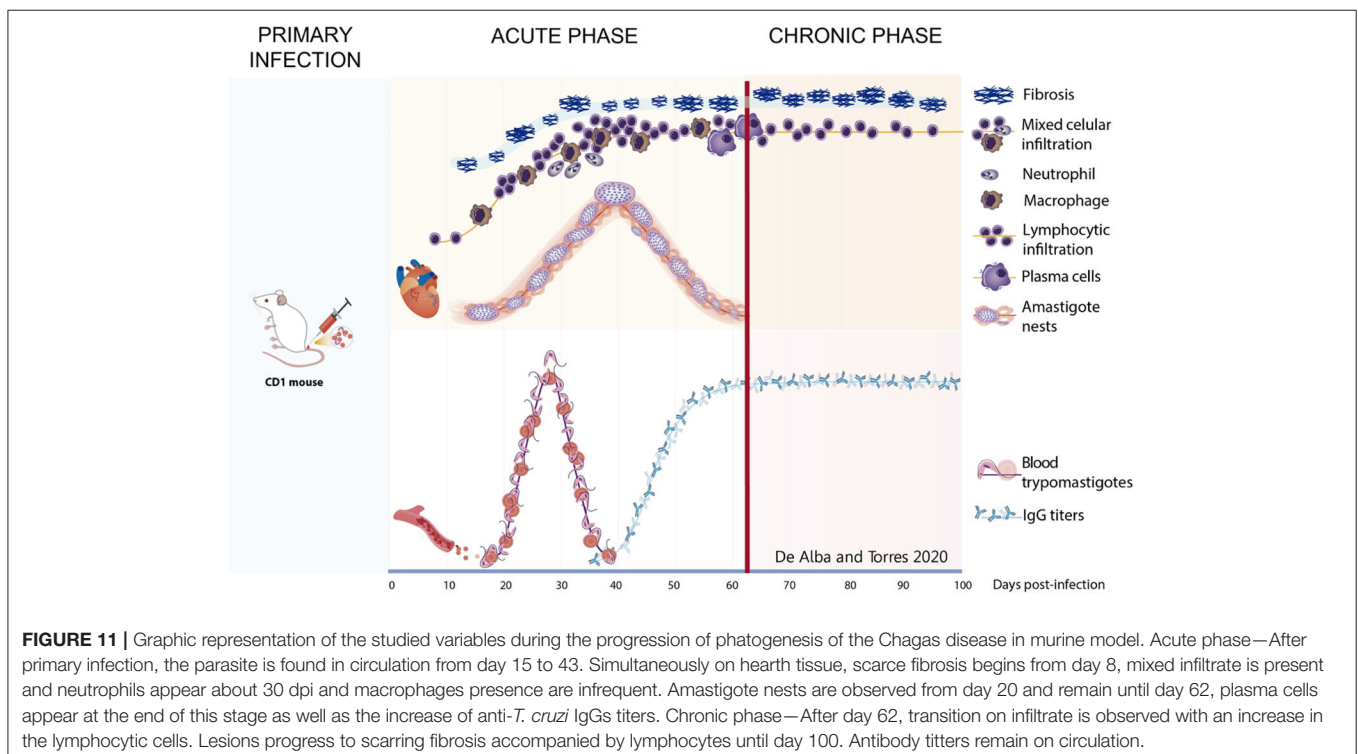 PRIMARY
INFECTION
ACUTE PHASE
CHRONIC PHASE
Fibrosis
Mixed celular
infiltration
Neutrophil
Macrophage
Lymphocytic
infiltration
Plasma cells
Amastigote
nests
CD1 mouse
Blood
trypomastigotes
IgG titers
De Alba and Torres 2020
0 10 20 30 40 50 60 70 80 90 100 Days post-infection
FIGURE 11 | Graphic representation of the studied variables during the progression of phatogenesis of the Chagas disease in murine model. Acute phase—After
primary infection, the parasite is found in circulation from day 15 to 43. Simultaneously on hearth tissue, scarce fibrosis begins from day 8, mixed infiltrate is present
and neutrophils appear about 30 dpi and macrophages presence are infrequent. Amastigote nests are observed from day 20 and remain until day 62, plasma cells
appear at the end of this stage as well as the increase of anti-T. cruzi IgGs titers. Chronic phase—After day 62, transition on infiltrate is observed with an increase in
the lymphocytic cells. Lesions progress to scarring fibrosis accompanied by lymphocytes until day 100. Antibody titters remain on circulation.